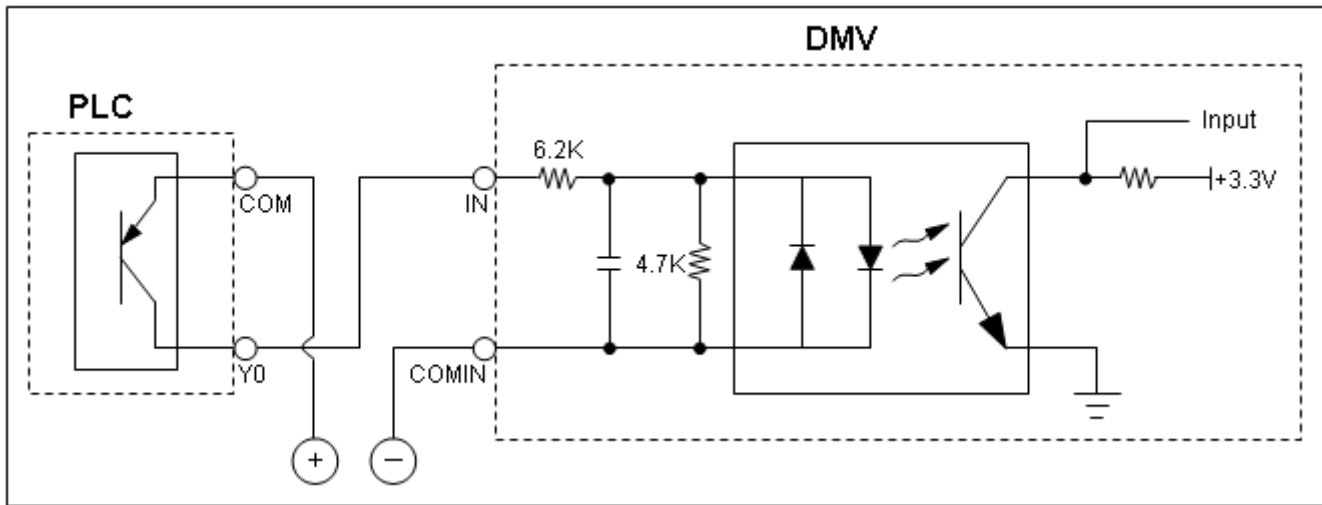 DMV
PLC
Input
6.2K
+3.3V
COM
IN
4.7K
Y0
COMIN
+
−